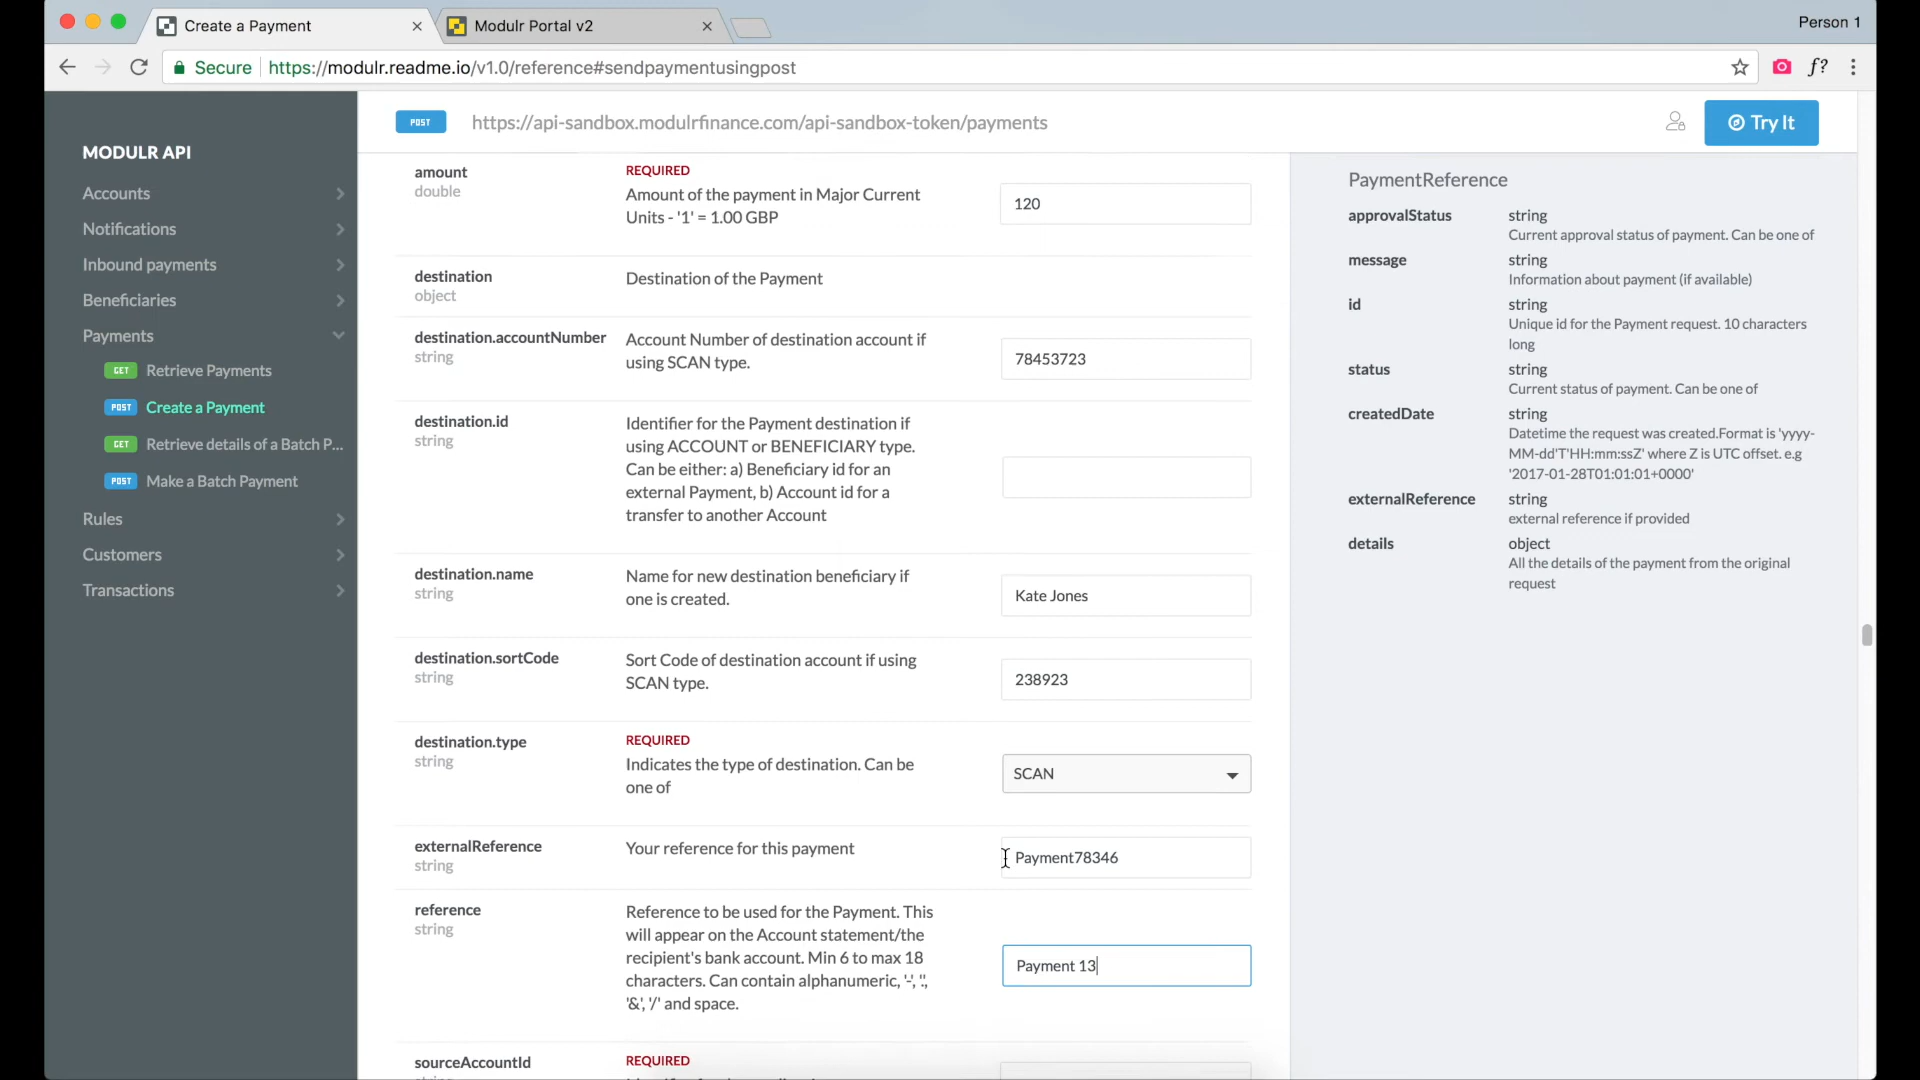 Create a Payment
Modulr Portal v2
Person 1
Secure
https://modulr.readme.io/v1.0/reference#sendpaymentusingpost
f?
MODULR API
Accounts
Notifications
Inbound payments
Beneficiaries
Payments
GET Retrieve Payments
POST Create a Payment
GET Retrieve details of a Batch P...
POST Make a Batch Payment
Rules
Customers
Transactions
POST https://api-sandbox.modulrfinance.com/api-sandbox-token/payments
Try It
amount
double
REQUIRED
Amount of the payment in Major Current
Units - '1' = 1.00 GBP
120
destination
object
Destination of the Payment
destination.accountNumber
string
Account Number of destination account if
using SCAN type.
78453723
destination.id
string
Identifier for the Payment destination if
using ACCOUNT or BENEFICIARY type.
Can be either: a) Beneficiary id for an
external Payment, b) Account id for a
transfer to another Account
destination.name
string
Name for new destination beneficiary if
one is created.
Kate Jones
destination.sortCode
string
Sort Code of destination account if using
SCAN type.
238923
destination.type
string
REQUIRED
Indicates the type of destination. Can be
one of
SCAN
externalReference
string
Your reference for this payment
Payment78346
reference
string
Reference to be used for the Payment. This
will appear on the Account statement/the
recipient's bank account. Min 6 to max 18
characters. Can contain alphanumeric, '-', '.',
'&', '/' and space.
Payment 13
sourceAccountId
REQUIRED
PaymentReference
approvalStatus
string
Current approval status of payment. Can be one of
message
string
Information about payment (if available)
id
string
Unique id for the Payment request. 10 characters
long
status
string
Current status of payment. Can be one of
createdDate
string
Datetime the request was created.Format is 'yyyy-
MM-dd'T'HH:mm:ssZ' where Z is UTC offset. e.g
'2017-01-28T01:01:01+0000'
externalReference
string
external reference if provided
details
object
All the details of the payment from the original
request